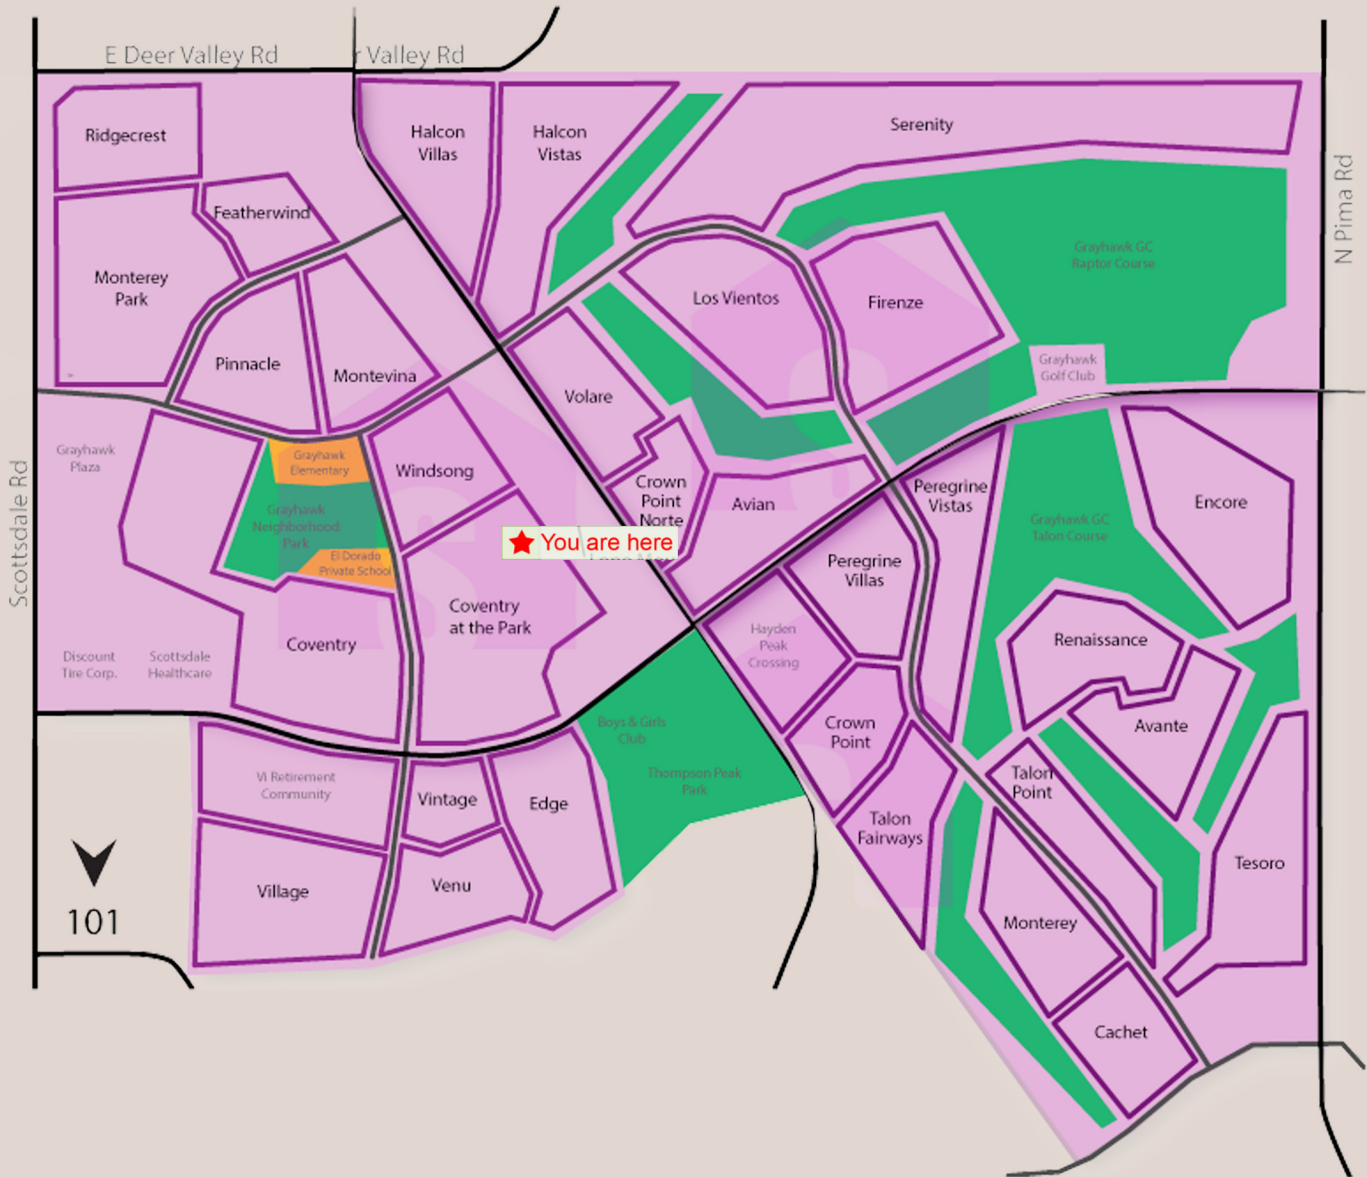 E Deer Valley Rd
r Valley Rd
Ridgecrest
Halcon
Villas
Halcon
Vistas
Serenity
N Pima Rd
Featherwind
Monterey
Park
Grayhawk GC
Raptor Course
Los Vientos
Firenze
Pinnacle
Montevina
Grayhawk
Golf Club
Volare
Grayhawk
Plaza
Grayhawk
Elementary
Windsong
Crown
Point
Norte
Avian
Peregrine
Vistas
Encore
Scottsdale Rd
Grayhawk
Neighborhood
Park
Grayhawk GC
Talon Course
You are here
El Dorado
Private School
Peregrine
Villas
Coventry
at the Park
Coventry
Hayden
Peak
Crossing
Renaissance
Discount
Tire Corp.
Scottsdale
Healthcare
Boys & Girls
Club
Crown
Point
Avante
Vi Retirement
Community
Thompson Peak
Park
Talon
Point
Vintage
Edge
Talon
Fairways
Tesoro
Village
Venu
101
Monterey
Cachet